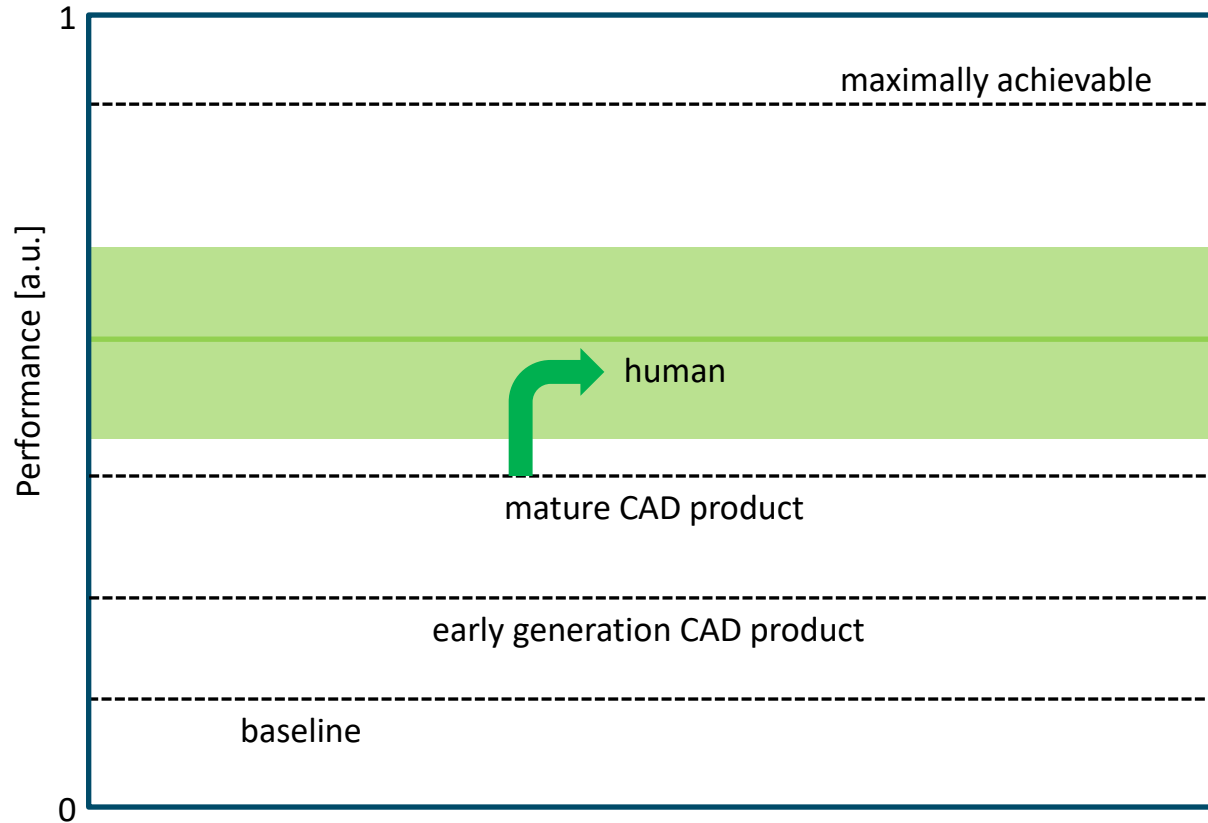 1
maximally achievable
Performance [a.u.]
human
mature CAD product
early generation CAD product
baseline
0